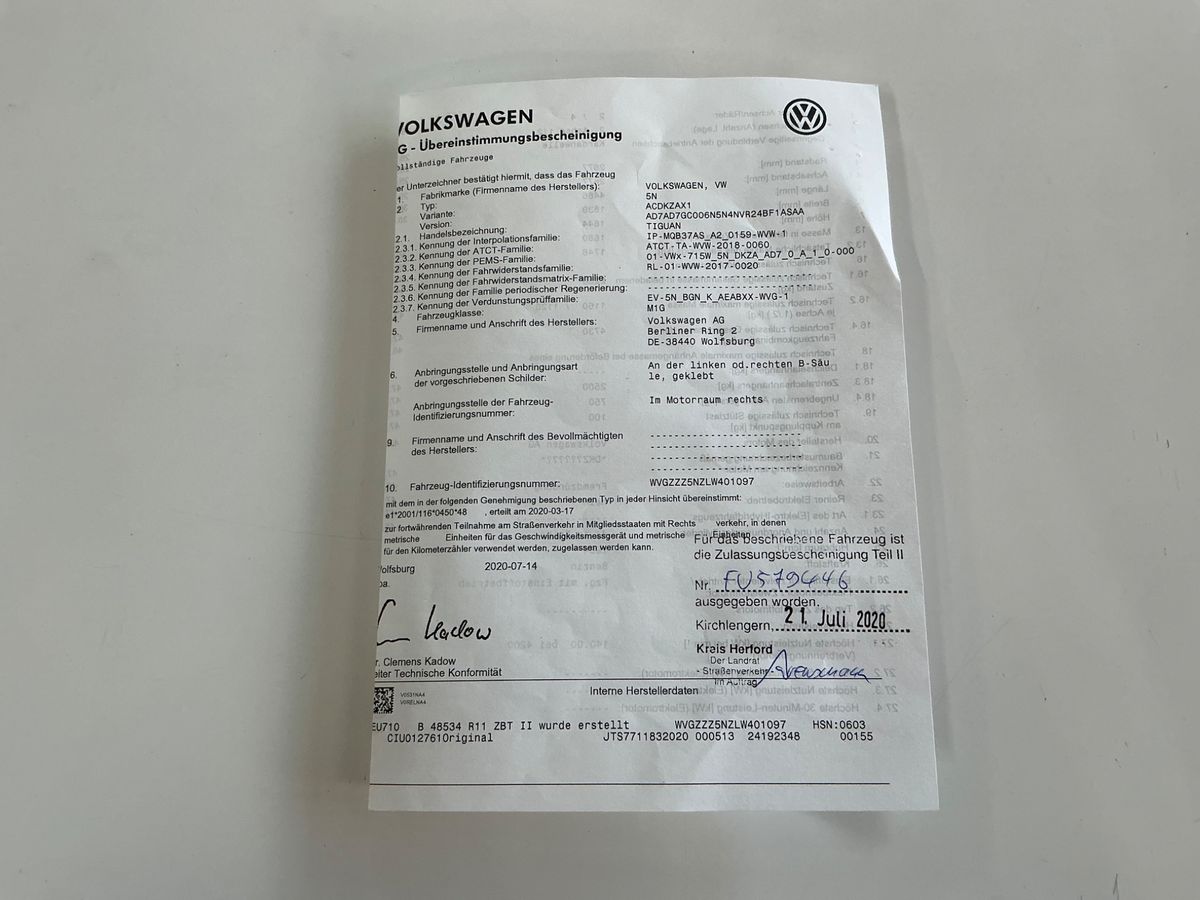 VOLKSWAGEN
G - Übereinstimmungsbescheinigung
ollständige Fahrzeuge
er Unterzeichner bestätigt hiermit, dass das Fahrzeug
1. Fabrikmarke (Firmenname des Herstellers): VOLKSWAGEN, VW
2. Typ: 5N
Variante: ACDKZAX1
Version: AD7AD7GC006N5N4NVR24BF1ASAA
2.1. Handelsbezeichnung: TIGUAN
2.3.1. Kennung der Interpolationsfamilie: IP-MQB37AS_A2_0159-WVW-1
2.3.2. Kennung der ATCT-Familie: ATCT-TA-WVW-2018-0060
2.3.3. Kennung der PEMS-Familie: 01-VWx-715W_5N_DKZA_AD7_0_A_1_0-000
2.3.4. Kennung der Fahrwiderstandsfamilie: RL-01-WVW-2017-0020
2.3.5. Kennung der Fahrwiderstandsmatrix-Familie:
2.3.6. Kennung der Familie periodischer Regenerierung:
2.3.7. Kennung der Verdunstungsprüffamilie: EV-5N_BGN_K_AEABXX-WVG-1
4. Fahrzeugklasse: M1G
5. Firmenname und Anschrift des Herstellers: Volkswagen AG
Berliner Ring 2
DE-38440 Wolfsburg
6. Anbringungsstelle und Anbringungsart An der linken od.rechten B-Säu
der vorgeschriebenen Schilder: le, geklebt
Anbringungsstelle der Fahrzeug- Im Motorraum rechts
Identifizierungsnummer:
9. Firmenname und Anschrift des Bevollmächtigten
des Herstellers:
10. Fahrzeug-Identifizierungsnummer: WVGZZZ5NZLW401097
mit dem in der folgenden Genehmigung beschriebenen Typ in jeder Hinsicht übereinstimmt:
e1*2001/116*0450*48 , erteilt am 2020-03-17
zur fortwährenden Teilnahme am Straßenverkehr in Mitgliedsstaaten mit Rechts verkehr, in denen
metrische Einheiten für das Geschwindigkeitsmessgerät und metrische Einheiten
für den Kilometerzähler verwendet werden, zugelassen werden kann.
Für das beschriebene Fahrzeug ist
die Zulassungsbescheinigung Teil II
olfsburg 2020-07-14
pa.
Nr. FU579446
ausgegeben worden.
Kirchlengern, 21. Juli 2020
Kadow
Kreis Herford
Der Landrat
- Straßenverkehr
Im Auftrag
r. Clemens Kadow
eiter Technische Konformität
Interne Herstellerdaten
V0531NA4
V0RELNA4
EU710 B 48534 R11 ZBT II wurde erstellt WVGZZZ5NZLW401097 HSN:0603
CIU0127610riginal JTS7711832020 000513 24192348 00155